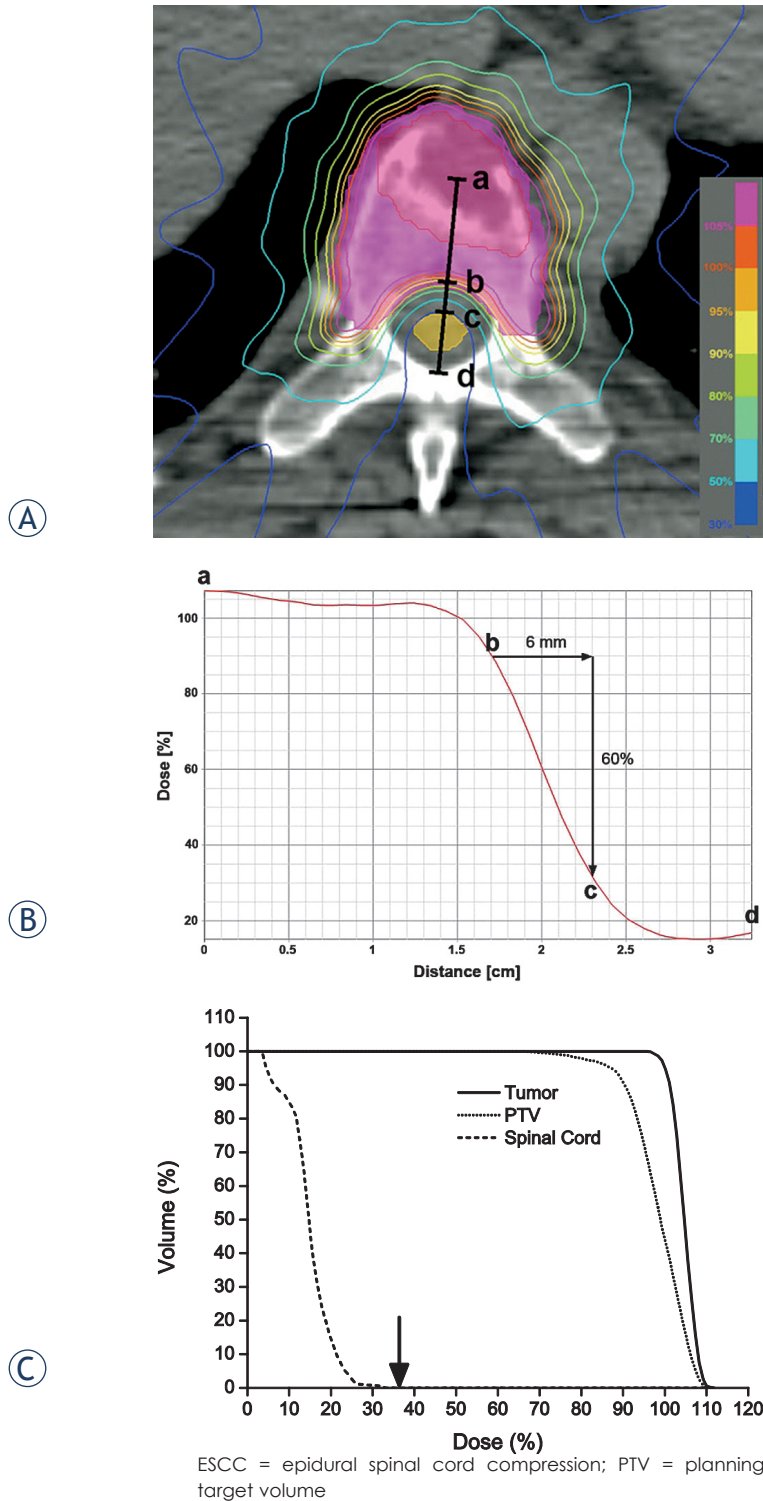 a
b
c
d
105%
100%
95%
90%
80%
70%
50%
30%
A
a
100
80
60
40
20
Dose [%]
b
6 mm
60%
c
d
0
0.5
1
1.5
2
2.5
3
Distance [cm]
B
110
100
90
80
70
60
50
40
30
20
10
0
Volume (%)
Tumor
PTV
Spinal Cord
0 10 20 30 40 50 60 70 80 90 100 110 120
Dose (%)
C
ESCC = epidural spinal cord compression; PTV = planning
target volume